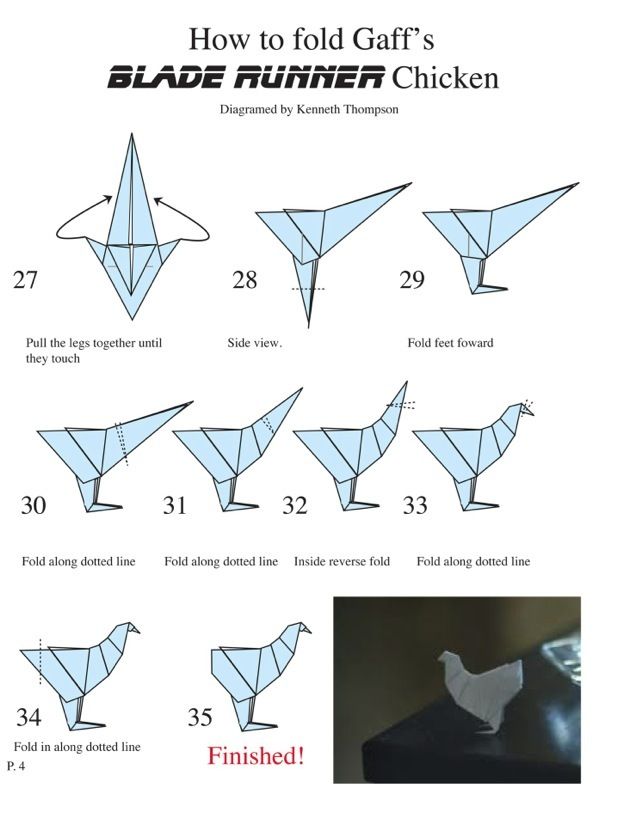 How to fold Gaff's
BLADE RUNNER Chicken
Diagramed by Kenneth Thompson
27
28
29
Pull the legs together until
they touch
Side view.
Fold feet foward
30
31
32
33
Fold along dotted line
Fold along dotted line
Inside reverse fold
Fold along dotted line
34
35
Fold in along dotted line
Finished!
P. 4